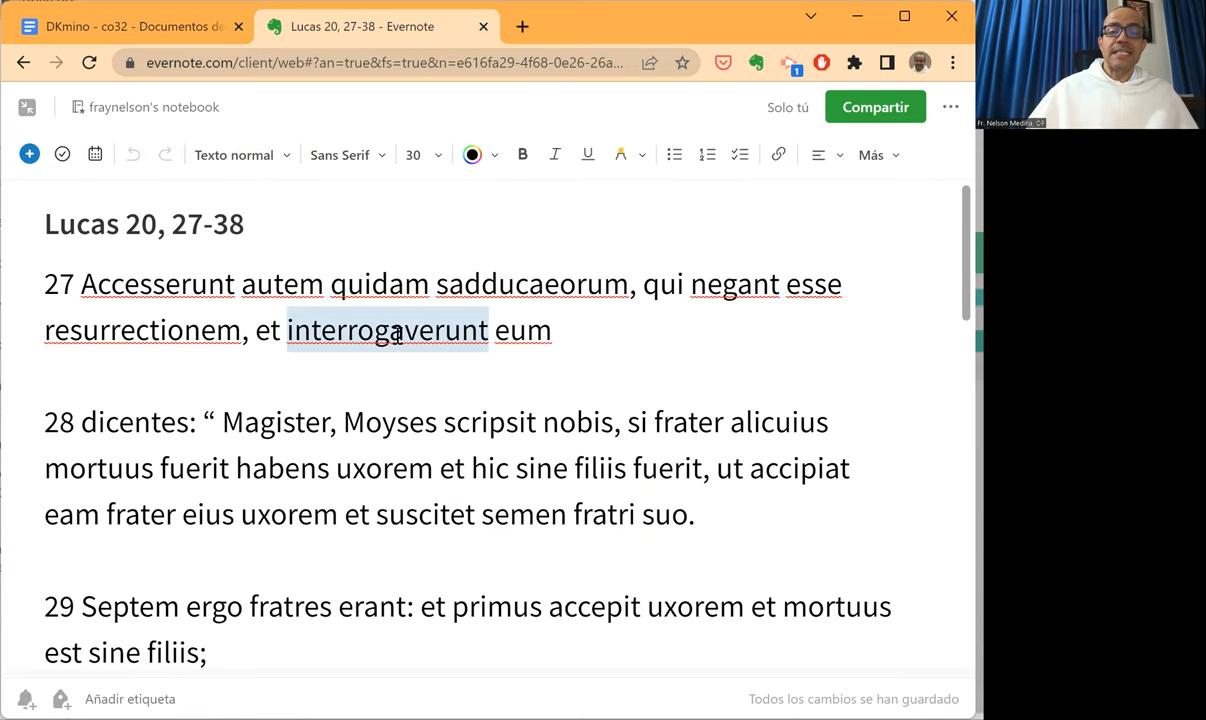 DKmino - co32 - Documentos de
Lucas 20, 27-38 - Evernote
evernote.com/client/web#?an=true&fs=true&n=e616fa29-4f68-0e26-26a...
1
fraynelson's notebook
Solo tú
Compartir
Texto normal
Sans Serif
30
B
I
U
Más
Fr. Nelson Medina, OP
Lucas 20, 27-38
27 Accesserunt autem quidam sadducaeorum, qui negant esse
resurrectionem, et interrogaverunt eum
28 dicentes: “ Magister, Moyses scripsit nobis, si frater alicuius
mortuus fuerit habens uxorem et hic sine filiis fuerit, ut accipiat
eam frater eius uxorem et suscitet semen fratri suo.
29 Septem ergo fratres erant: et primus accepit uxorem et mortuus
est sine filiis;
Añadir etiqueta
Todos los cambios se han guardado